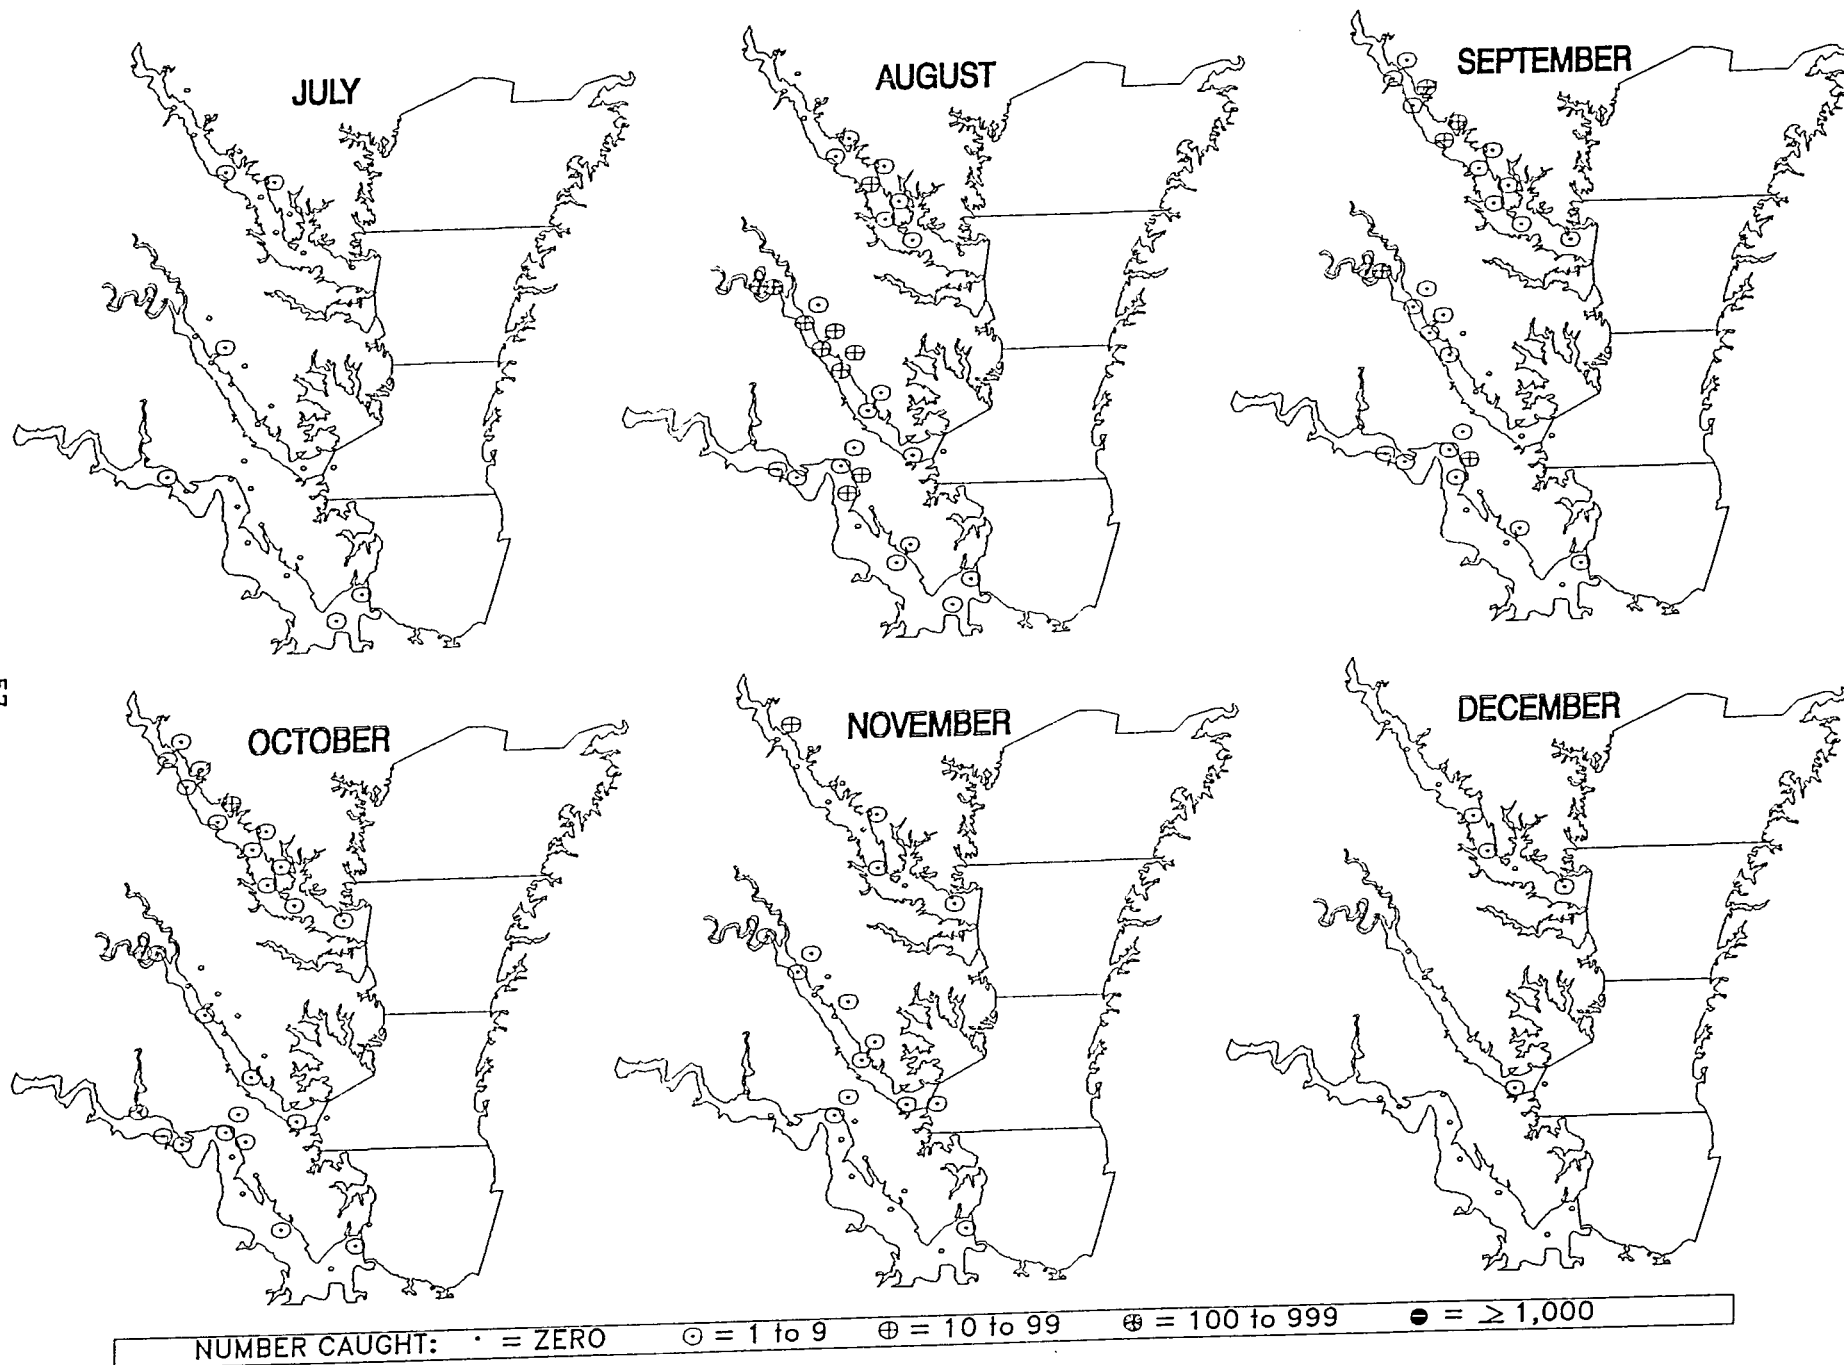 JULY
AUGUST
SEPTEMBER
57
OCTOBER
NOVEMBER
DECEMBER
NUMBER CAUGHT: · = ZERO ⊙ = 1 to 9 ⊕ = 10 to 99 ⊕ = 100 to 999 ● = ≥ 1,000